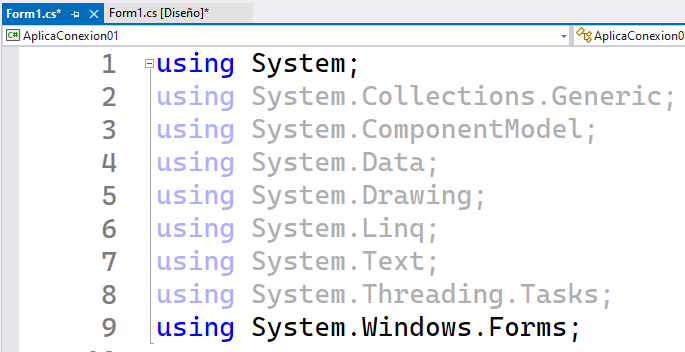 Form1.cs*
Form1.cs [Diseño]*
C# AplicaConexion01
AplicaConexion0
1 using System;
2 using System.Collections.Generic;
3 using System.ComponentModel;
4 using System.Data;
5 using System.Drawing;
6 using System.Linq;
7 using System.Text;
8 using System.Threading.Tasks;
9 using System.Windows.Forms;